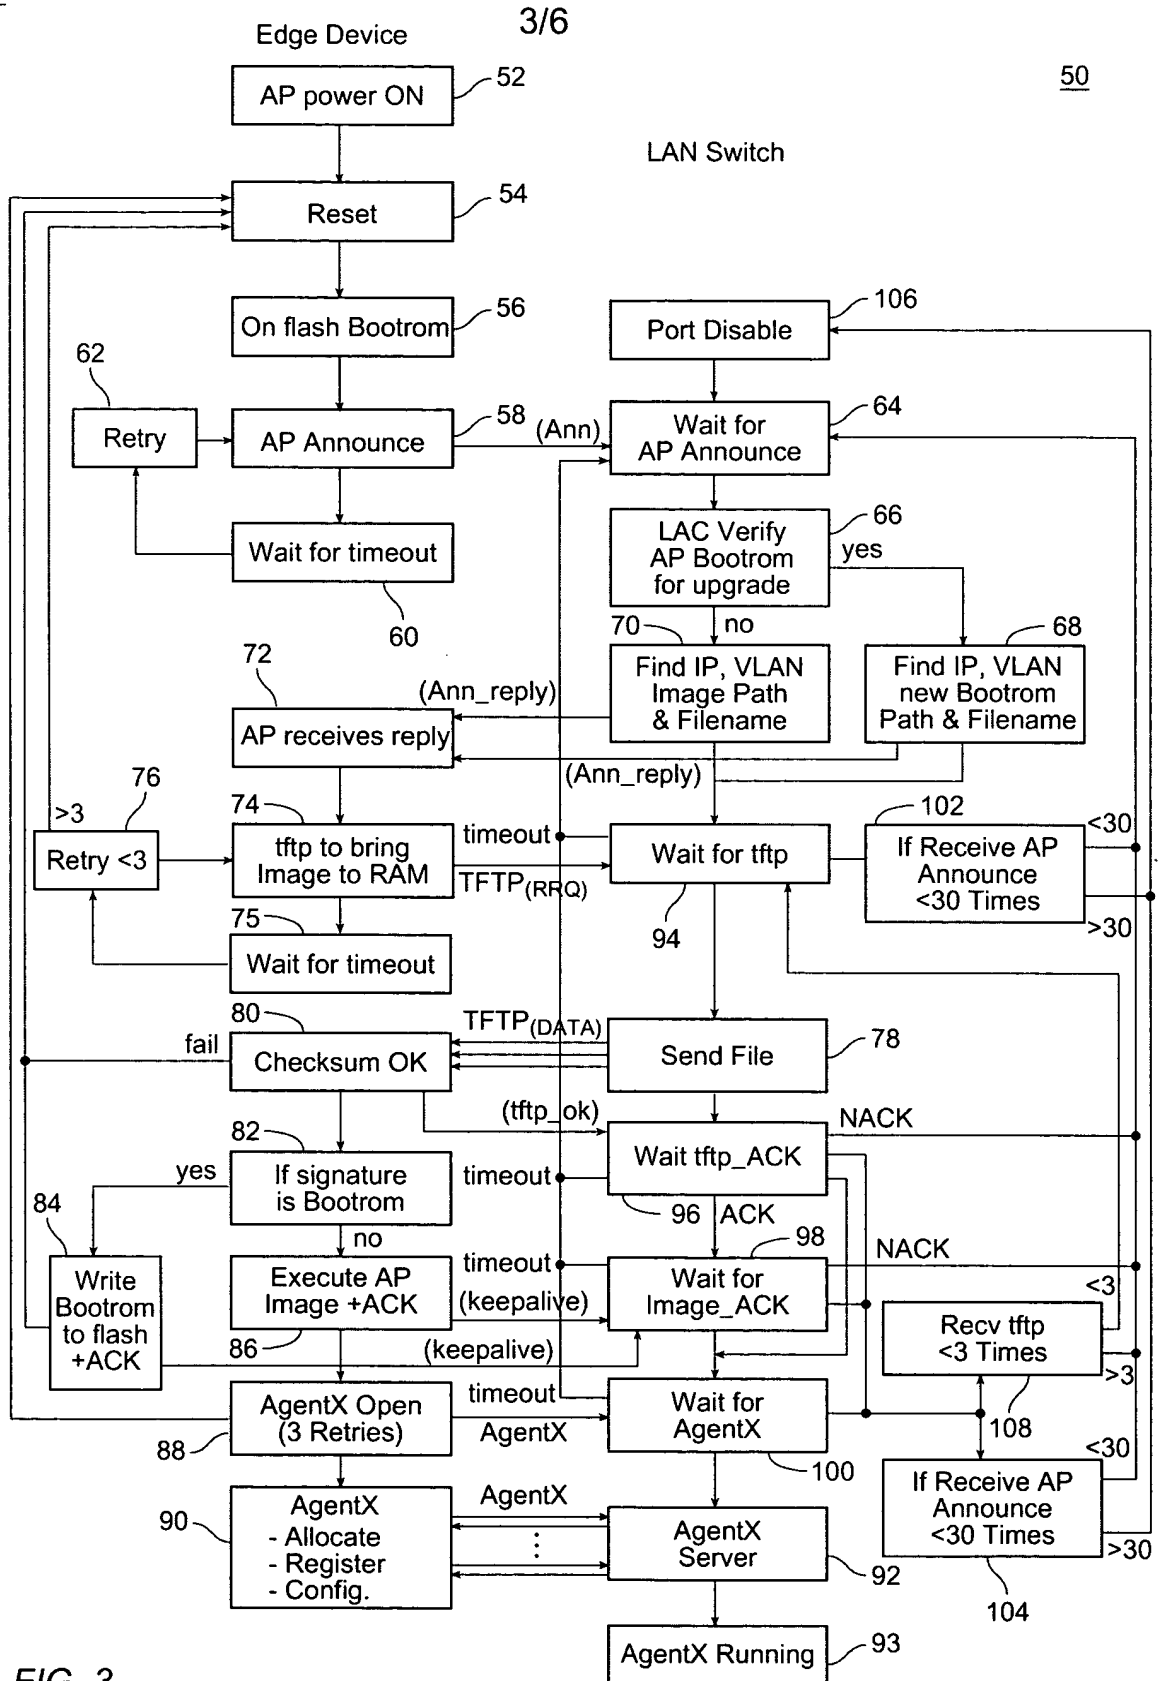 3/6
Edge Device
50
52
AP power ON
LAN Switch
54
Reset
56
On flash Bootrom
106
Port Disable
62
Retry
58
AP Announce
(Ann)
64
Wait for
AP Announce
Wait for timeout
60
66
LAC Verify
AP Bootrom
for upgrade
yes
no
70
Find IP, VLAN
Image Path
& Filename
68
Find IP, VLAN
new Bootrom
Path & Filename
72
(Ann_reply)
AP receives reply
(Ann_reply)
76
>3
Retry <3
74
tftp to bring
Image to RAM
timeout
TFTP(RRQ)
Wait for tftp
94
102
If Receive AP
Announce
<30 Times
<30
>30
75
Wait for timeout
80
fail
Checksum OK
TFTP(DATA)
Send File
78
(tftp_ok)
Wait tftp_ACK
NACK
82
yes
If signature
is Bootrom
timeout
96
ACK
84
no
Write
Bootrom
to flash
+ACK
Execute AP
Image +ACK
86
timeout
(keepalive)
98
Wait for
Image_ACK
NACK
(keepalive)
<3
Recv tftp
<3 Times
>3
108
AgentX Open
(3 Retries)
88
timeout
AgentX
Wait for
AgentX
100
<30
If Receive AP
Announce
<30 Times
>30
104
90
AgentX
- Allocate
- Register
- Config.
AgentX
AgentX
Server
92
AgentX Running
93
FIG. 3